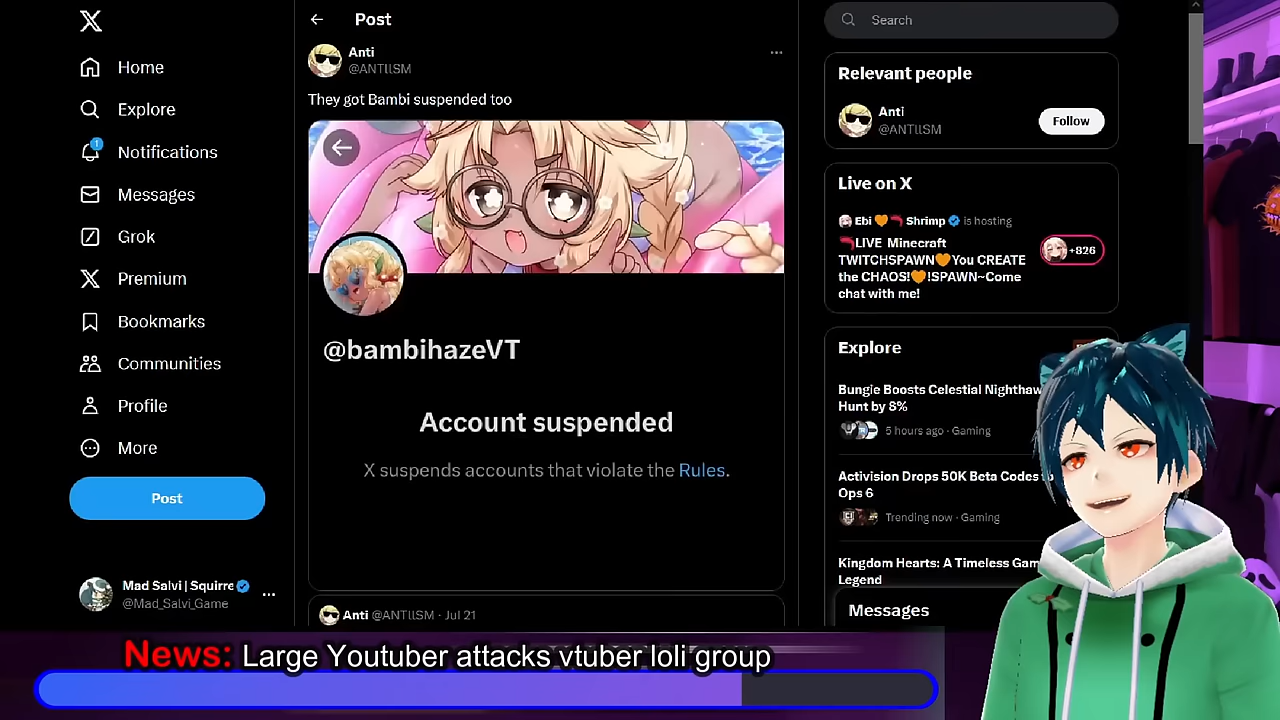 Home
Explore
1
Notifications
Messages
Grok
Premium
Bookmarks
Communities
Profile
More
Post
Mad Salvi | Squirre
@Mad_Salvi_Game
Post
Anti
@ANTllSM
They got Bambi suspended too
@bambihazeVT
Account suspended
X suspends accounts that violate the Rules.
Anti @ANTllSM · Jul 21
Search
Relevant people
Anti
@ANTllSM
Follow
Live on X
Ebi 🧡🦐 Shrimp is hosting
🦐LIVE Minecraft
TWITCHSPAWN🧡You CREATE
the CHAOS!🧡!SPAWN~Come
chat with me!
+826
Explore
Bungie Boosts Celestial Nighthaw
Hunt by 8%
5 hours ago · Gaming
Activision Drops 50K Beta Codes
Ops 6
Trending now · Gaming
Kingdom Hearts: A Timeless Gam
Legend
Messages
News: Large Youtuber attacks vtuber loli group